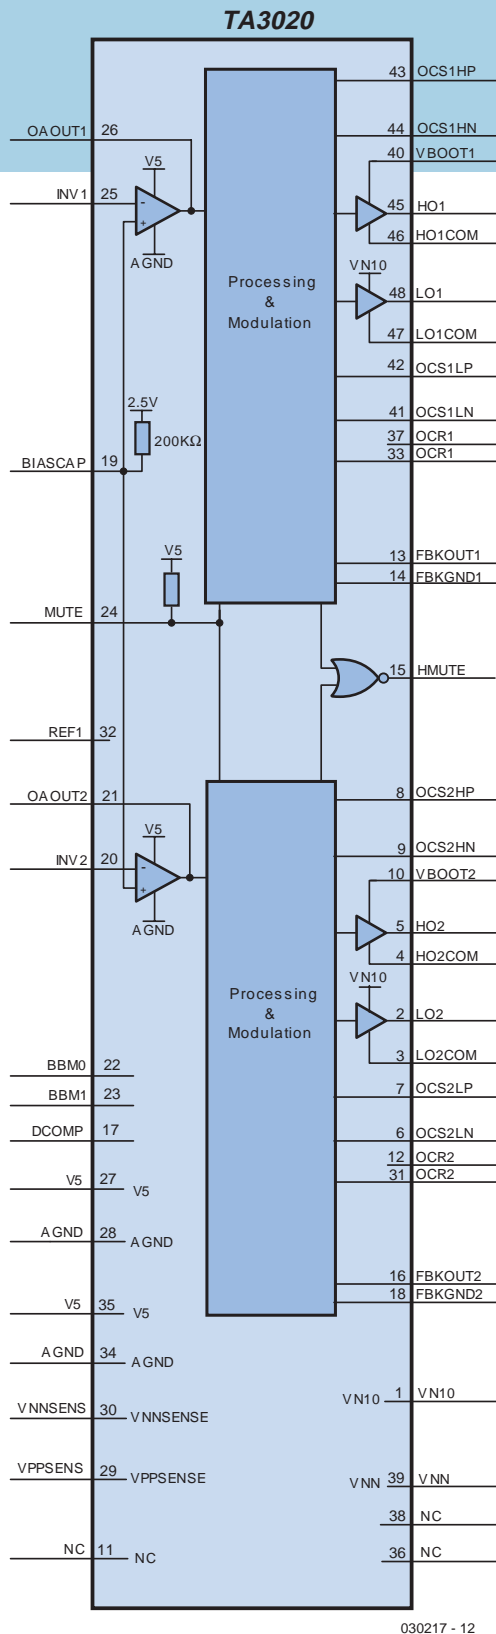 TA3020
OAOUT1 26
43 OCS1HP
44 OCS1HN
40 VBOOT1
V5
INV1 25
-
+
AGND
45 HO1
46 HO1COM
VN10
48 LO1
47 LO1COM
Processing
&
Modulation
42 OCS1LP
41 OCS1LN
37 OCR1
33 OCR1
2.5V
200KΩ
BIASCAP 19
V5
MUTE 24
13 FBKOUT1
14 FBKGND1
15 HMUTE
REF1 32
OAOUT2 21
8 OCS2HP
V5
INV2 20
-
+
AGND
9 OCS2HN
10 VBOOT2
5 HO2
4 HO2COM
VN10
2 LO2
3 LO2COM
Processing
&
Modulation
BBM0 22
BBM1 23
DCOMP 17
7 OCS2LP
6 OCS2LN
12 OCR2
31 OCR2
V5 27 V5
AGND 28 AGND
16 FBKOUT2
18 FBKGND2
V5 35 V5
AGND 34 AGND
VN10 1 VN10
VNNSENS 30 VNNSENSE
VPPSENS 29 VPPSENSE
VNN 39 VNN
38 NC
NC 11 NC
36 NC
030217 - 12